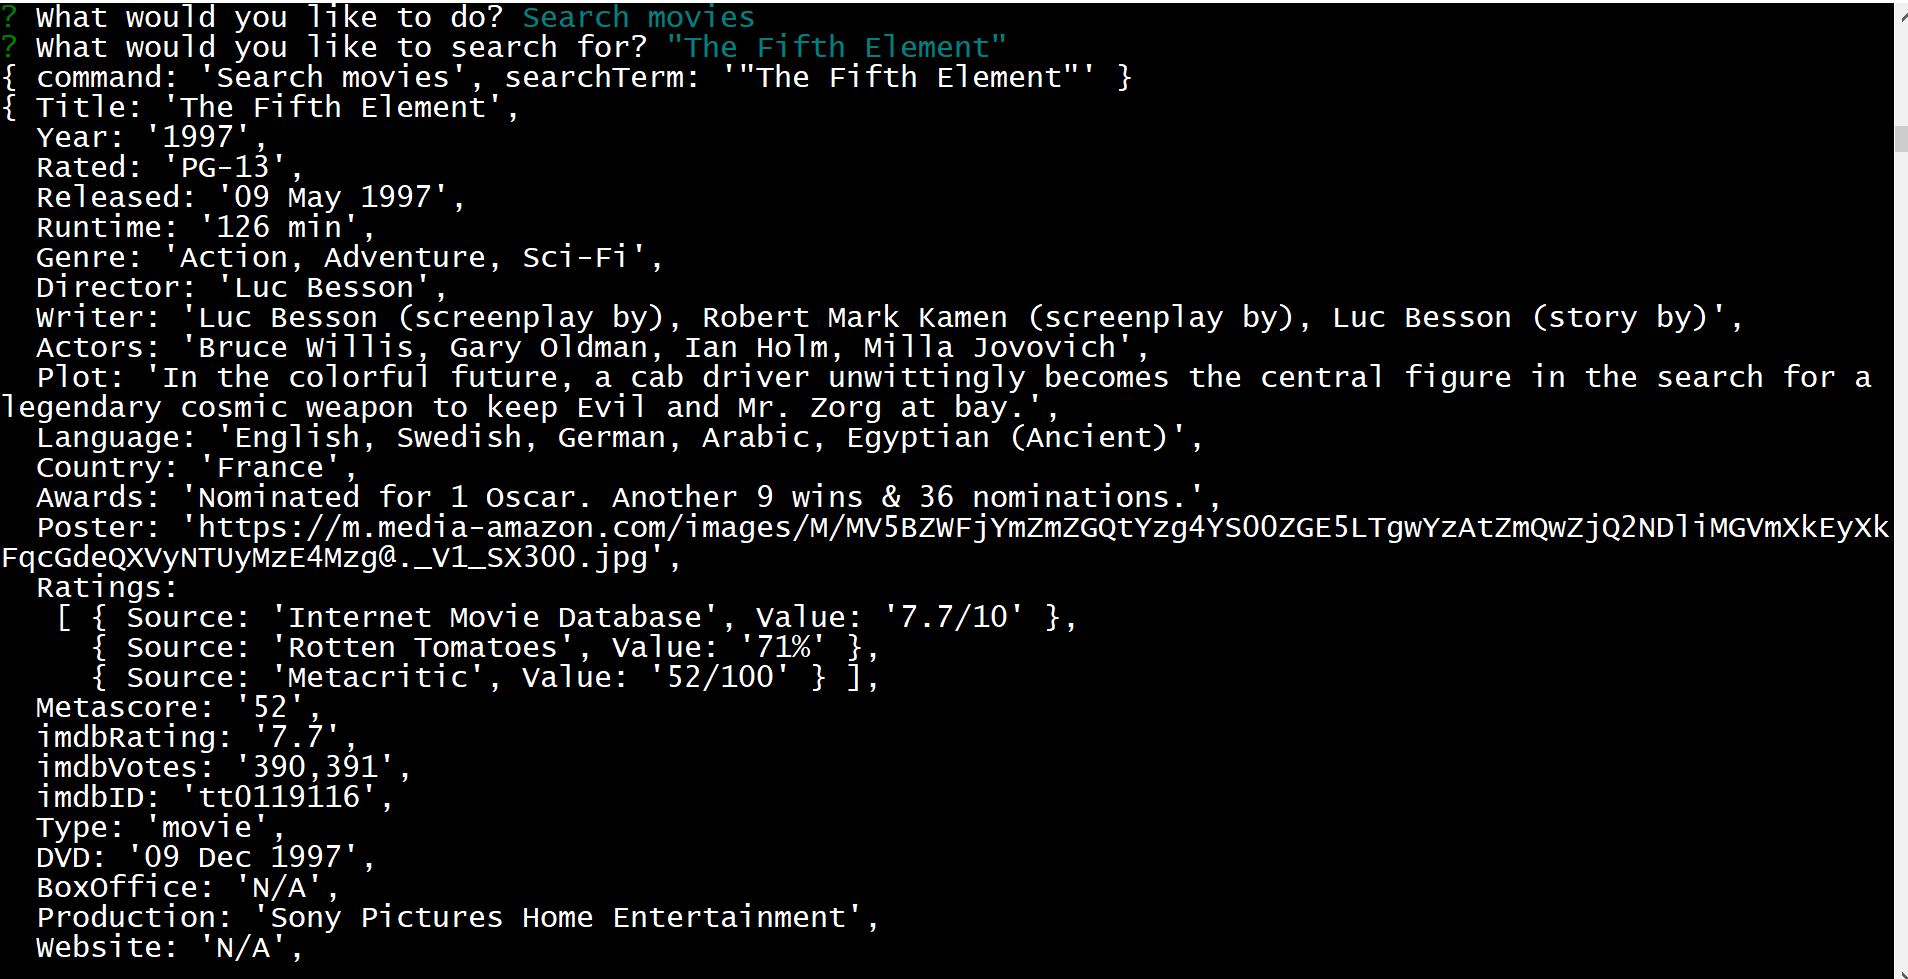 ? What would you like to do? Search movies
? What would you like to search for? "The Fifth Element"
{ command: 'Search movies', searchTerm: '"The Fifth Element"' }
{ Title: 'The Fifth Element',
  Year: '1997',
  Rated: 'PG-13',
  Released: '09 May 1997',
  Runtime: '126 min',
  Genre: 'Action, Adventure, Sci-Fi',
  Director: 'Luc Besson',
  Writer: 'Luc Besson (screenplay by), Robert Mark Kamen (screenplay by), Luc Besson (story by)',
  Actors: 'Bruce Willis, Gary Oldman, Ian Holm, Milla Jovovich',
  Plot: 'In the colorful future, a cab driver unwittingly becomes the central figure in the search for a
legendary cosmic weapon to keep Evil and Mr. Zorg at bay.',
  Language: 'English, Swedish, German, Arabic, Egyptian (Ancient)',
  Country: 'France',
  Awards: 'Nominated for 1 Oscar. Another 9 wins & 36 nominations.',
  Poster: 'https://m.media-amazon.com/images/M/MV5BZWFjYmZmZGQtYzg4YS00ZGE5LTgwYzAtZmQwZjQ2NDliMGVmXkEyXk
FqcGdeQXVyNTUyMzE4Mzg@._V1_SX300.jpg',
  Ratings:
   [ { Source: 'Internet Movie Database', Value: '7.7/10' },
     { Source: 'Rotten Tomatoes', Value: '71%' },
     { Source: 'Metacritic', Value: '52/100' } ],
  Metascore: '52',
  imdbRating: '7.7',
  imdbVotes: '390,391',
  imdbID: 'tt0119116',
  Type: 'movie',
  DVD: '09 Dec 1997',
  BoxOffice: 'N/A',
  Production: 'Sony Pictures Home Entertainment',
  Website: 'N/A',